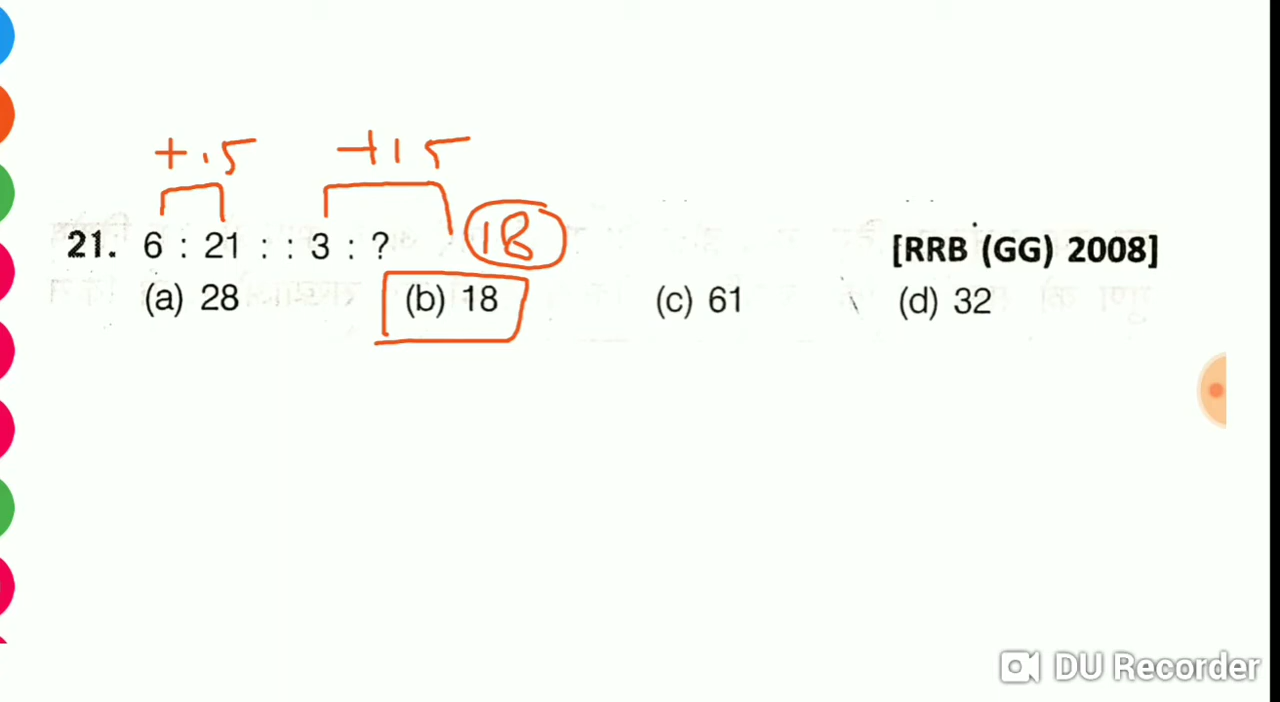 +15 +15
21. 6 : 21 : : 3 : ? 18 [RRB (GG) 2008]
(a) 28 (b) 18 (c) 61 (d) 32
DU Recorder